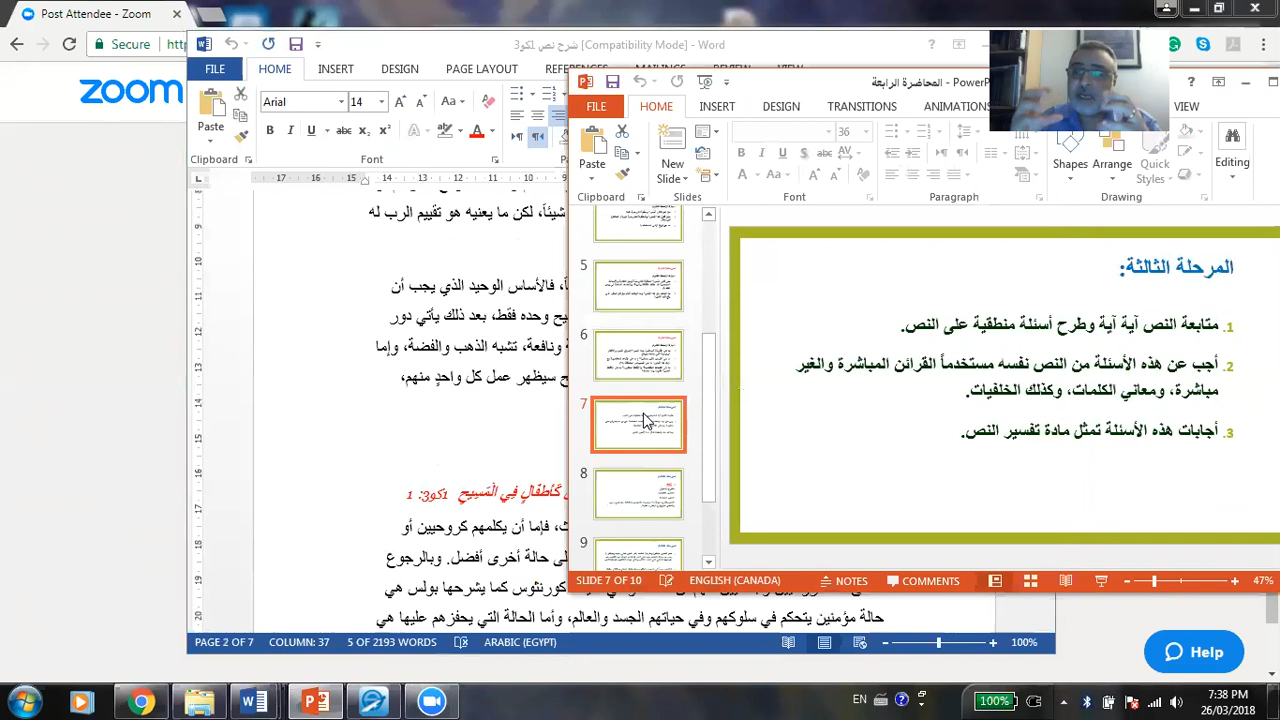 Post Attendee - Zoom
Secure
htt
zoom
شرح نص 1كو3 [Compatibility Mode] - Word
FILE
HOME
INSERT
DESIGN
PAGE LAYOUT
REFERENCES
MAILINGS
REVIEW
VIEW
Paste
Arial
14
Clipboard
Font
شيئاً، لكن ما يعنيه هو تقييم الرب له
فالأساس الوحيد الذي يجب أن
وحده فقط، بعد ذلك يأتي دور
ونافعة، تشبه الذهب والفضة، وإما
سيظهر عمل كل واحدٍ منهم،
كَأَطْفَال فِي الْمَسِيحِ 1كو3: 1
فإما أن يكلمهم كروحيين أو
حالة أخرى أفضل. وبالرجوع
كورنثوس كما يشرحها بولس هي
حالة مؤمنين يتحكم في سلوكهم وفي حياتهم الجسد والعالم، وأما الحالة التي يحفزهم عليها هي
PAGE 2 OF 7
COLUMN: 37
5 OF 2193 WORDS
ARABIC (EGYPT)
100%
المحاضرة الرابعة - PowerP
FILE
HOME
INSERT
DESIGN
TRANSITIONS
ANIMATIONS
VIEW
Paste
New
Slide
36
Shapes
Arrange
Quick
Styles
Editing
Clipboard
Slides
Font
Paragraph
Drawing
5
6
7
8
9
المرحلة الثالثة:
1. متابعة النص آية آية وطرح أسئلة منطقية على النص.
2. أجب عن هذه الأسئلة من النص نفسه مستخدماً القرائن المباشرة والغير
مباشرة، ومعاني الكلمات، وكذلك الخلفيات.
3. أجابات هذه الأسئلة تمثل مادة تفسير النص.
SLIDE 7 OF 10
ENGLISH (CANADA)
NOTES
COMMENTS
47%
Help
EN
100%
7:38 PM
26/03/2018